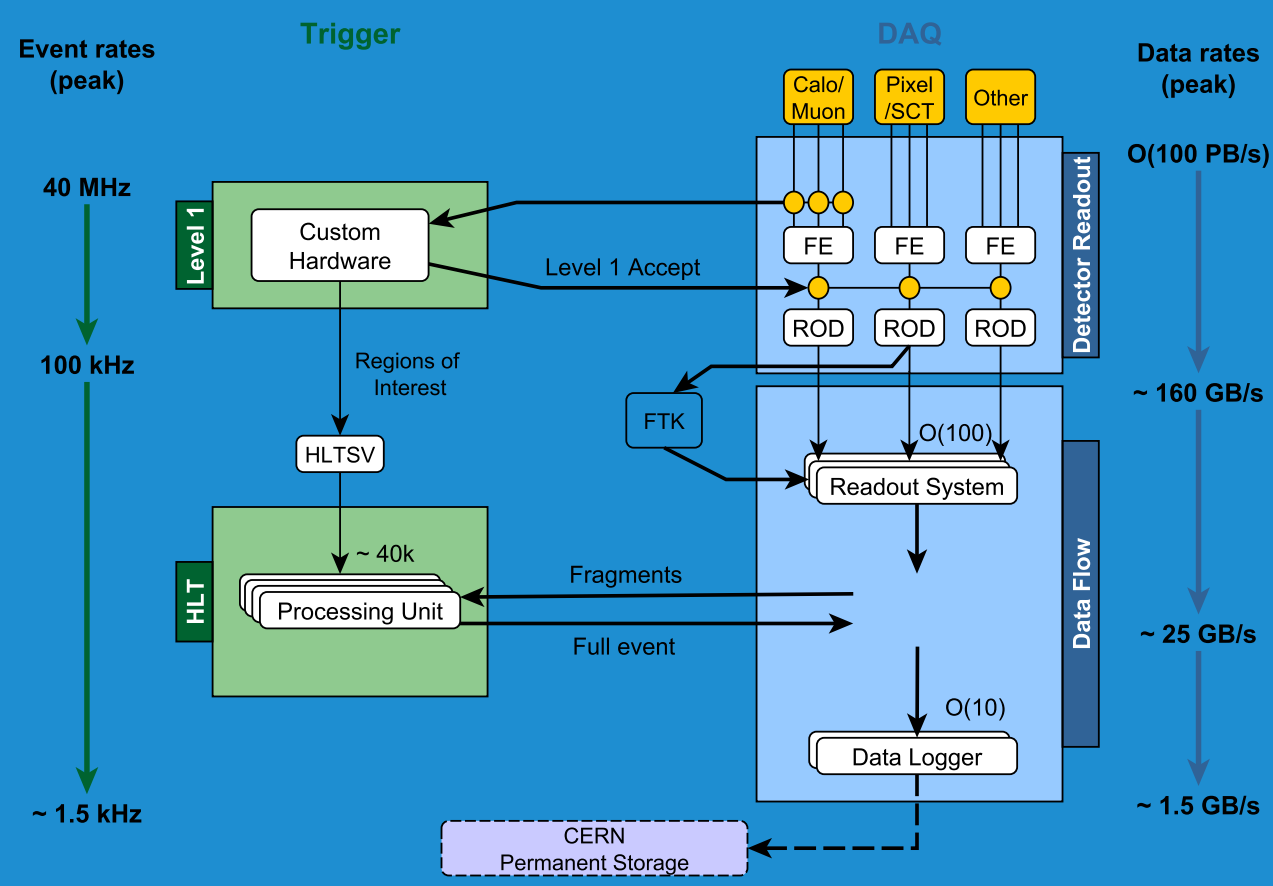 Trigger
DAQ
Event rates
(peak)
Data rates
(peak)
Calo/
Muon
Pixel
/SCT
Other
40 MHz
O(100 PB/s)
Level 1
Custom
Hardware
FE
FE
FE
Detector Readout
Level 1 Accept
ROD
ROD
ROD
100 kHz
Regions of
Interest
~ 160 GB/s
FTK
O(100)
HLTSV
Readout System
~ 40k
HLT
Processing Unit
Fragments
Full event
Data Flow
~ 25 GB/s
O(10)
Data Logger
~ 1.5 kHz
~ 1.5 GB/s
CERN
Permanent Storage